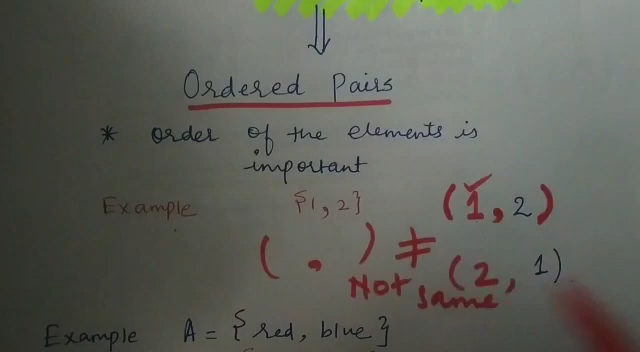 Ordered Pairs
* order of the elements is
important
Example {1, 2} (1, 2)
( , ) ≠
Not same (2, 1)
Example A = {red, blue}